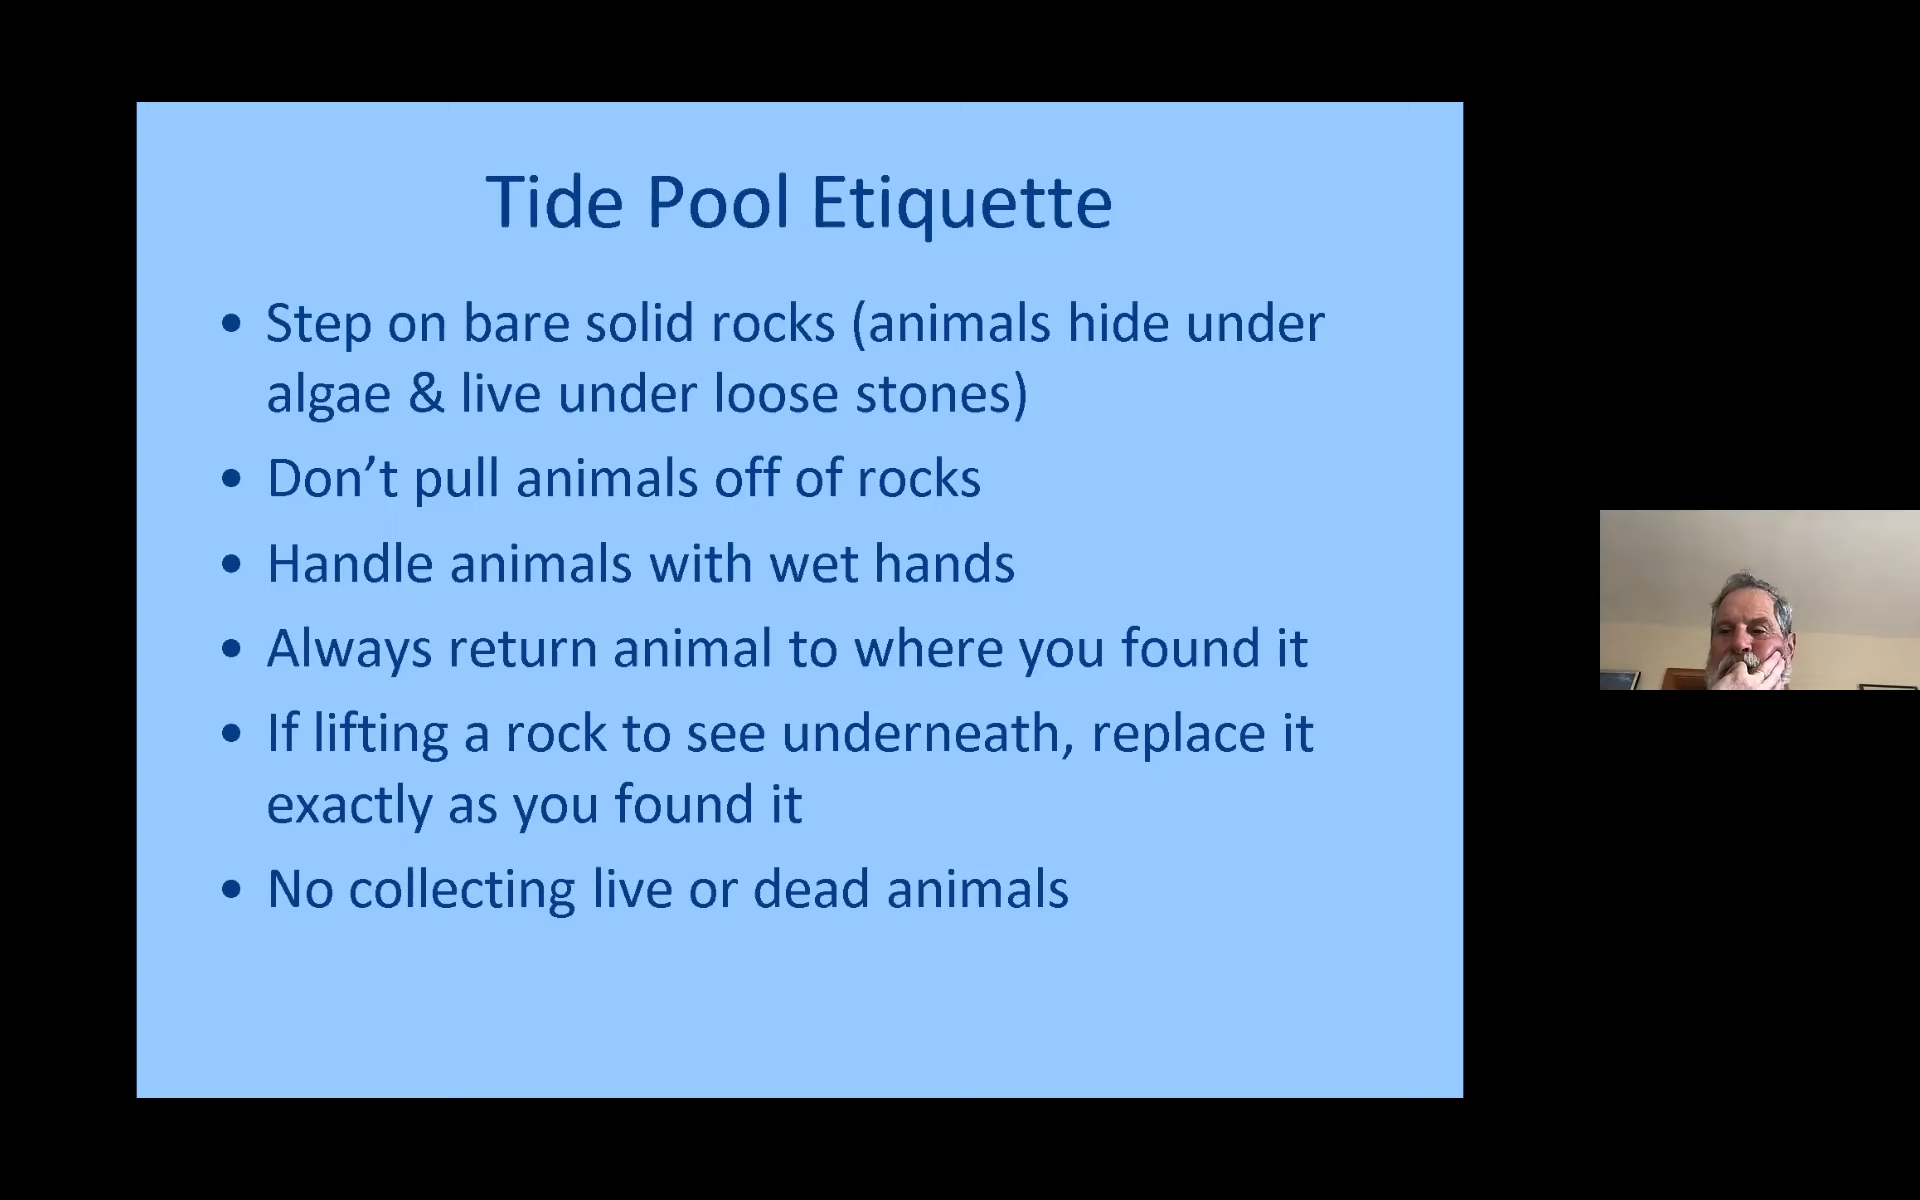 Tide Pool Etiquette
• Step on bare solid rocks (animals hide under
algae & live under loose stones)
• Don’t pull animals off of rocks
• Handle animals with wet hands
• Always return animal to where you found it
• If lifting a rock to see underneath, replace it
exactly as you found it
• No collecting live or dead animals